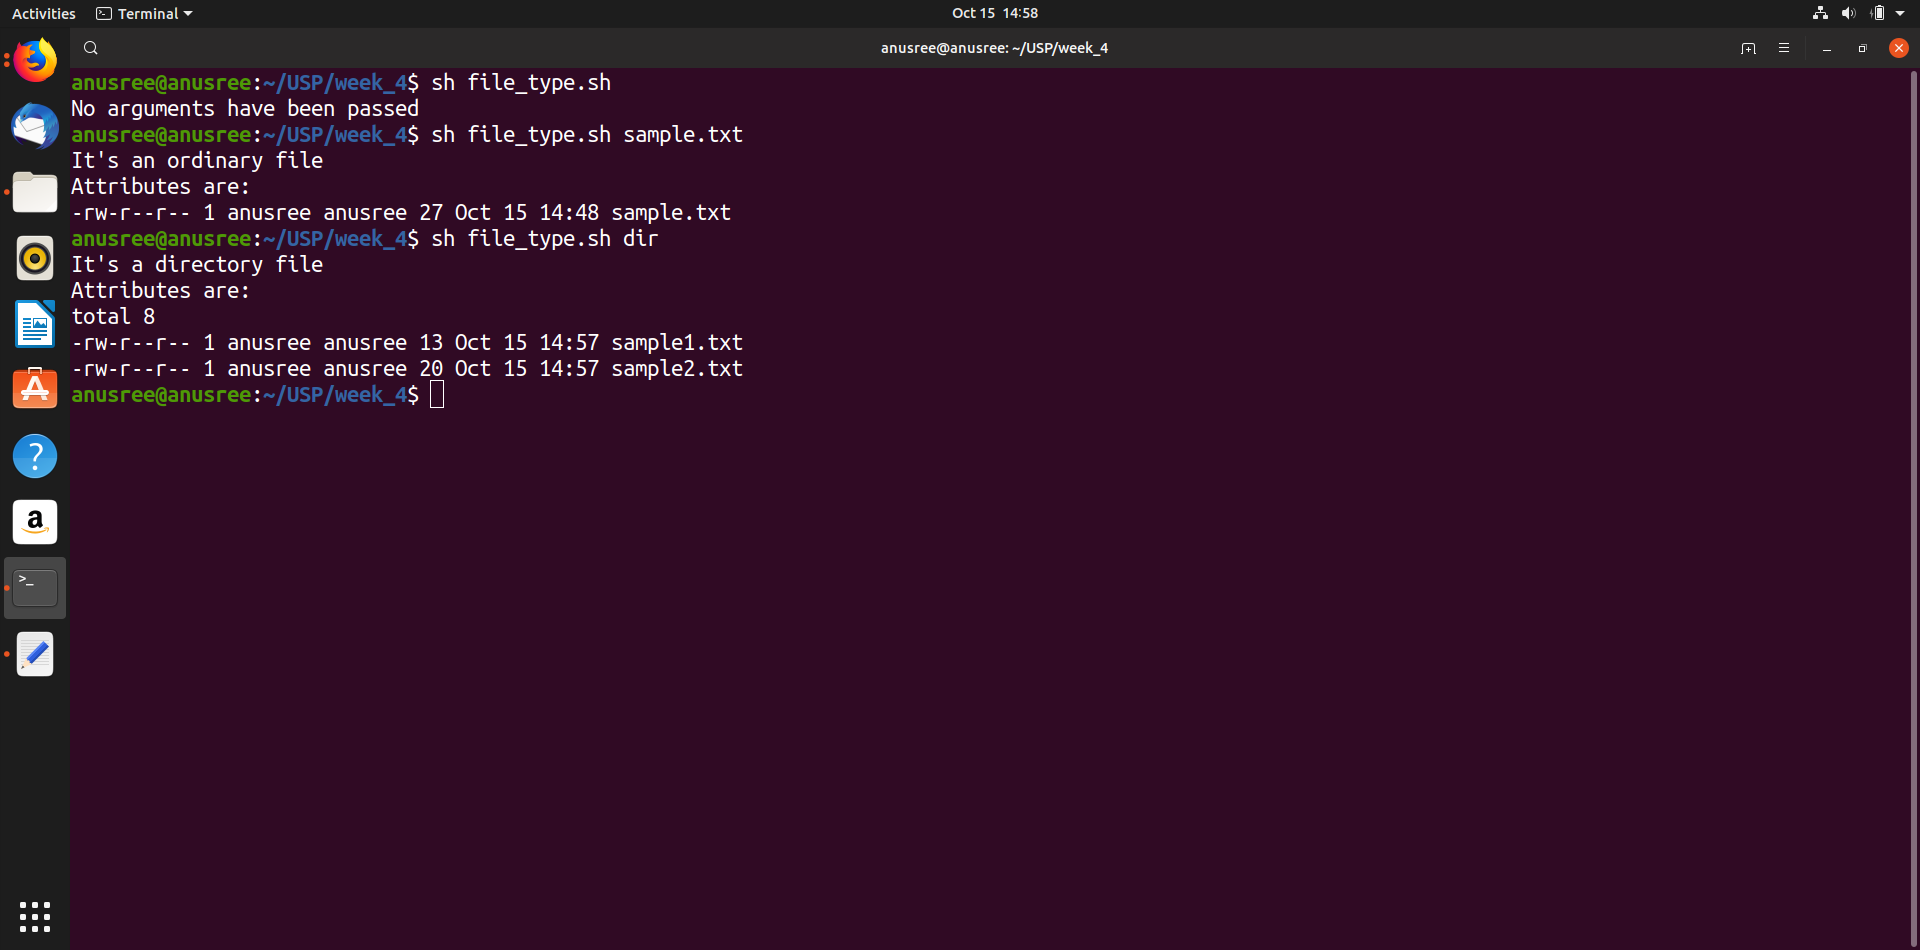 Activities Terminal Oct 15 14:58
anusree@anusree: ~/USP/week_4
anusree@anusree:~/USP/week_4$ sh file_type.sh
No arguments have been passed
anusree@anusree:~/USP/week_4$ sh file_type.sh sample.txt
It's an ordinary file
Attributes are:
-rw-r--r-- 1 anusree anusree 27 Oct 15 14:48 sample.txt
anusree@anusree:~/USP/week_4$ sh file_type.sh dir
It's a directory file
Attributes are:
total 8
-rw-r--r-- 1 anusree anusree 13 Oct 15 14:57 sample1.txt
-rw-r--r-- 1 anusree anusree 20 Oct 15 14:57 sample2.txt
anusree@anusree:~/USP/week_4$
?
a
>_